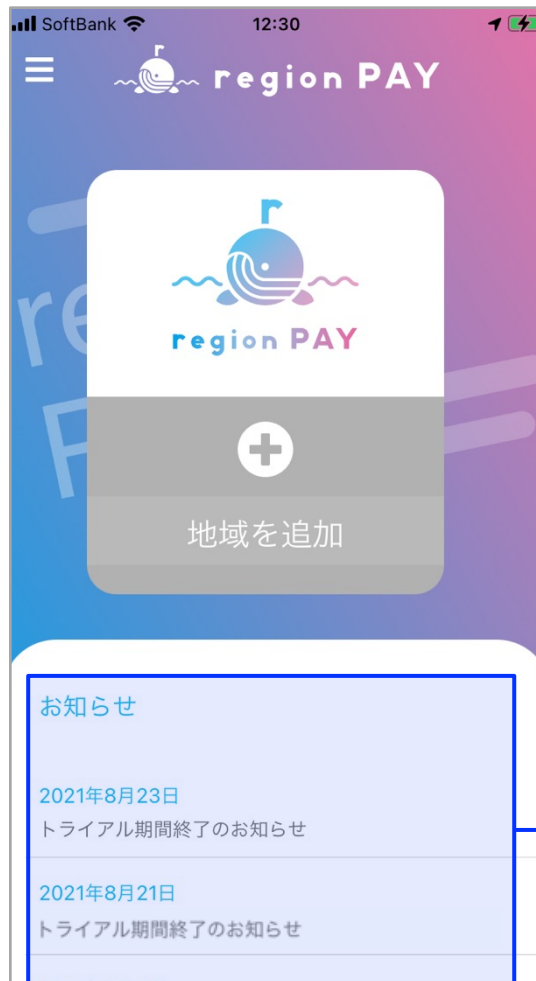 SoftBank 12:30
region PAY
re
P
r
region PAY
地域を追加
お知らせ
2021年8月23日
トライアル期間終了のお知らせ
2021年8月21日
トライアル期間終了のお知らせ